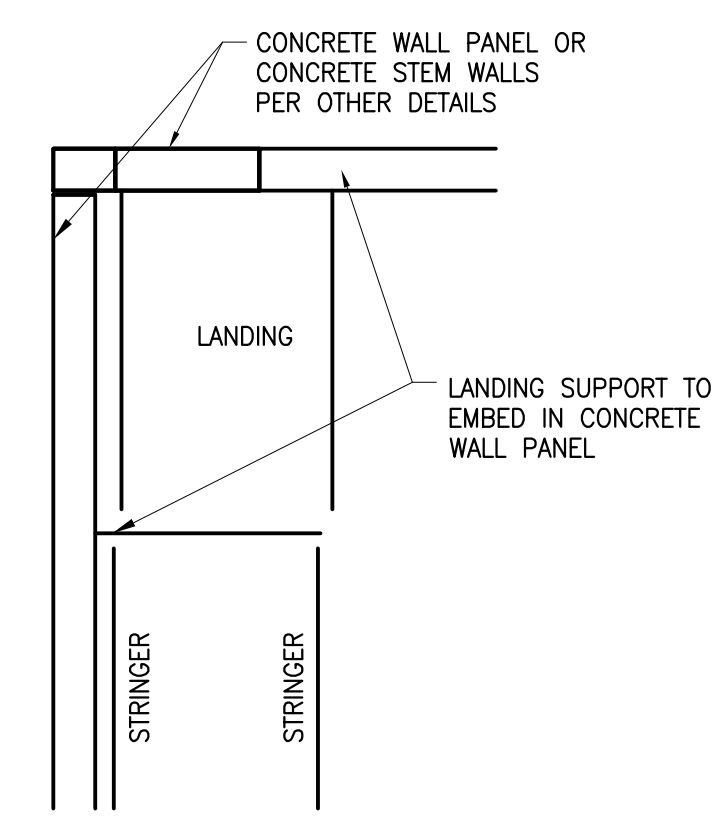 CONCRETE WALL PANEL OR
CONCRETE STEM WALLS
PER OTHER DETAILS
LANDING
LANDING SUPPORT TO
EMBED IN CONCRETE
WALL PANEL
STRINGER
STRINGER